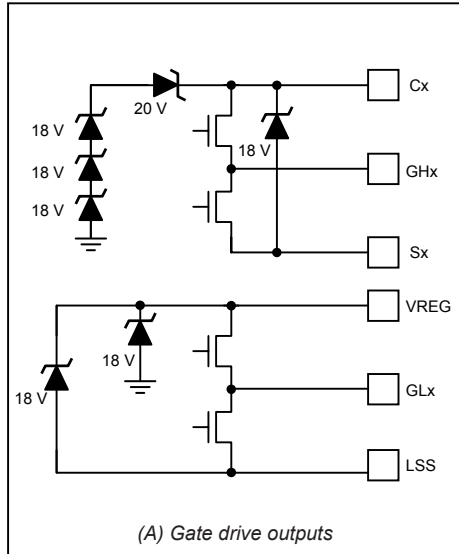 Cx
20 V
18 V
18 V
18 V
18 V
GHx
Sx
VREG
18 V
18 V
GLx
LSS
(A) Gate drive outputs